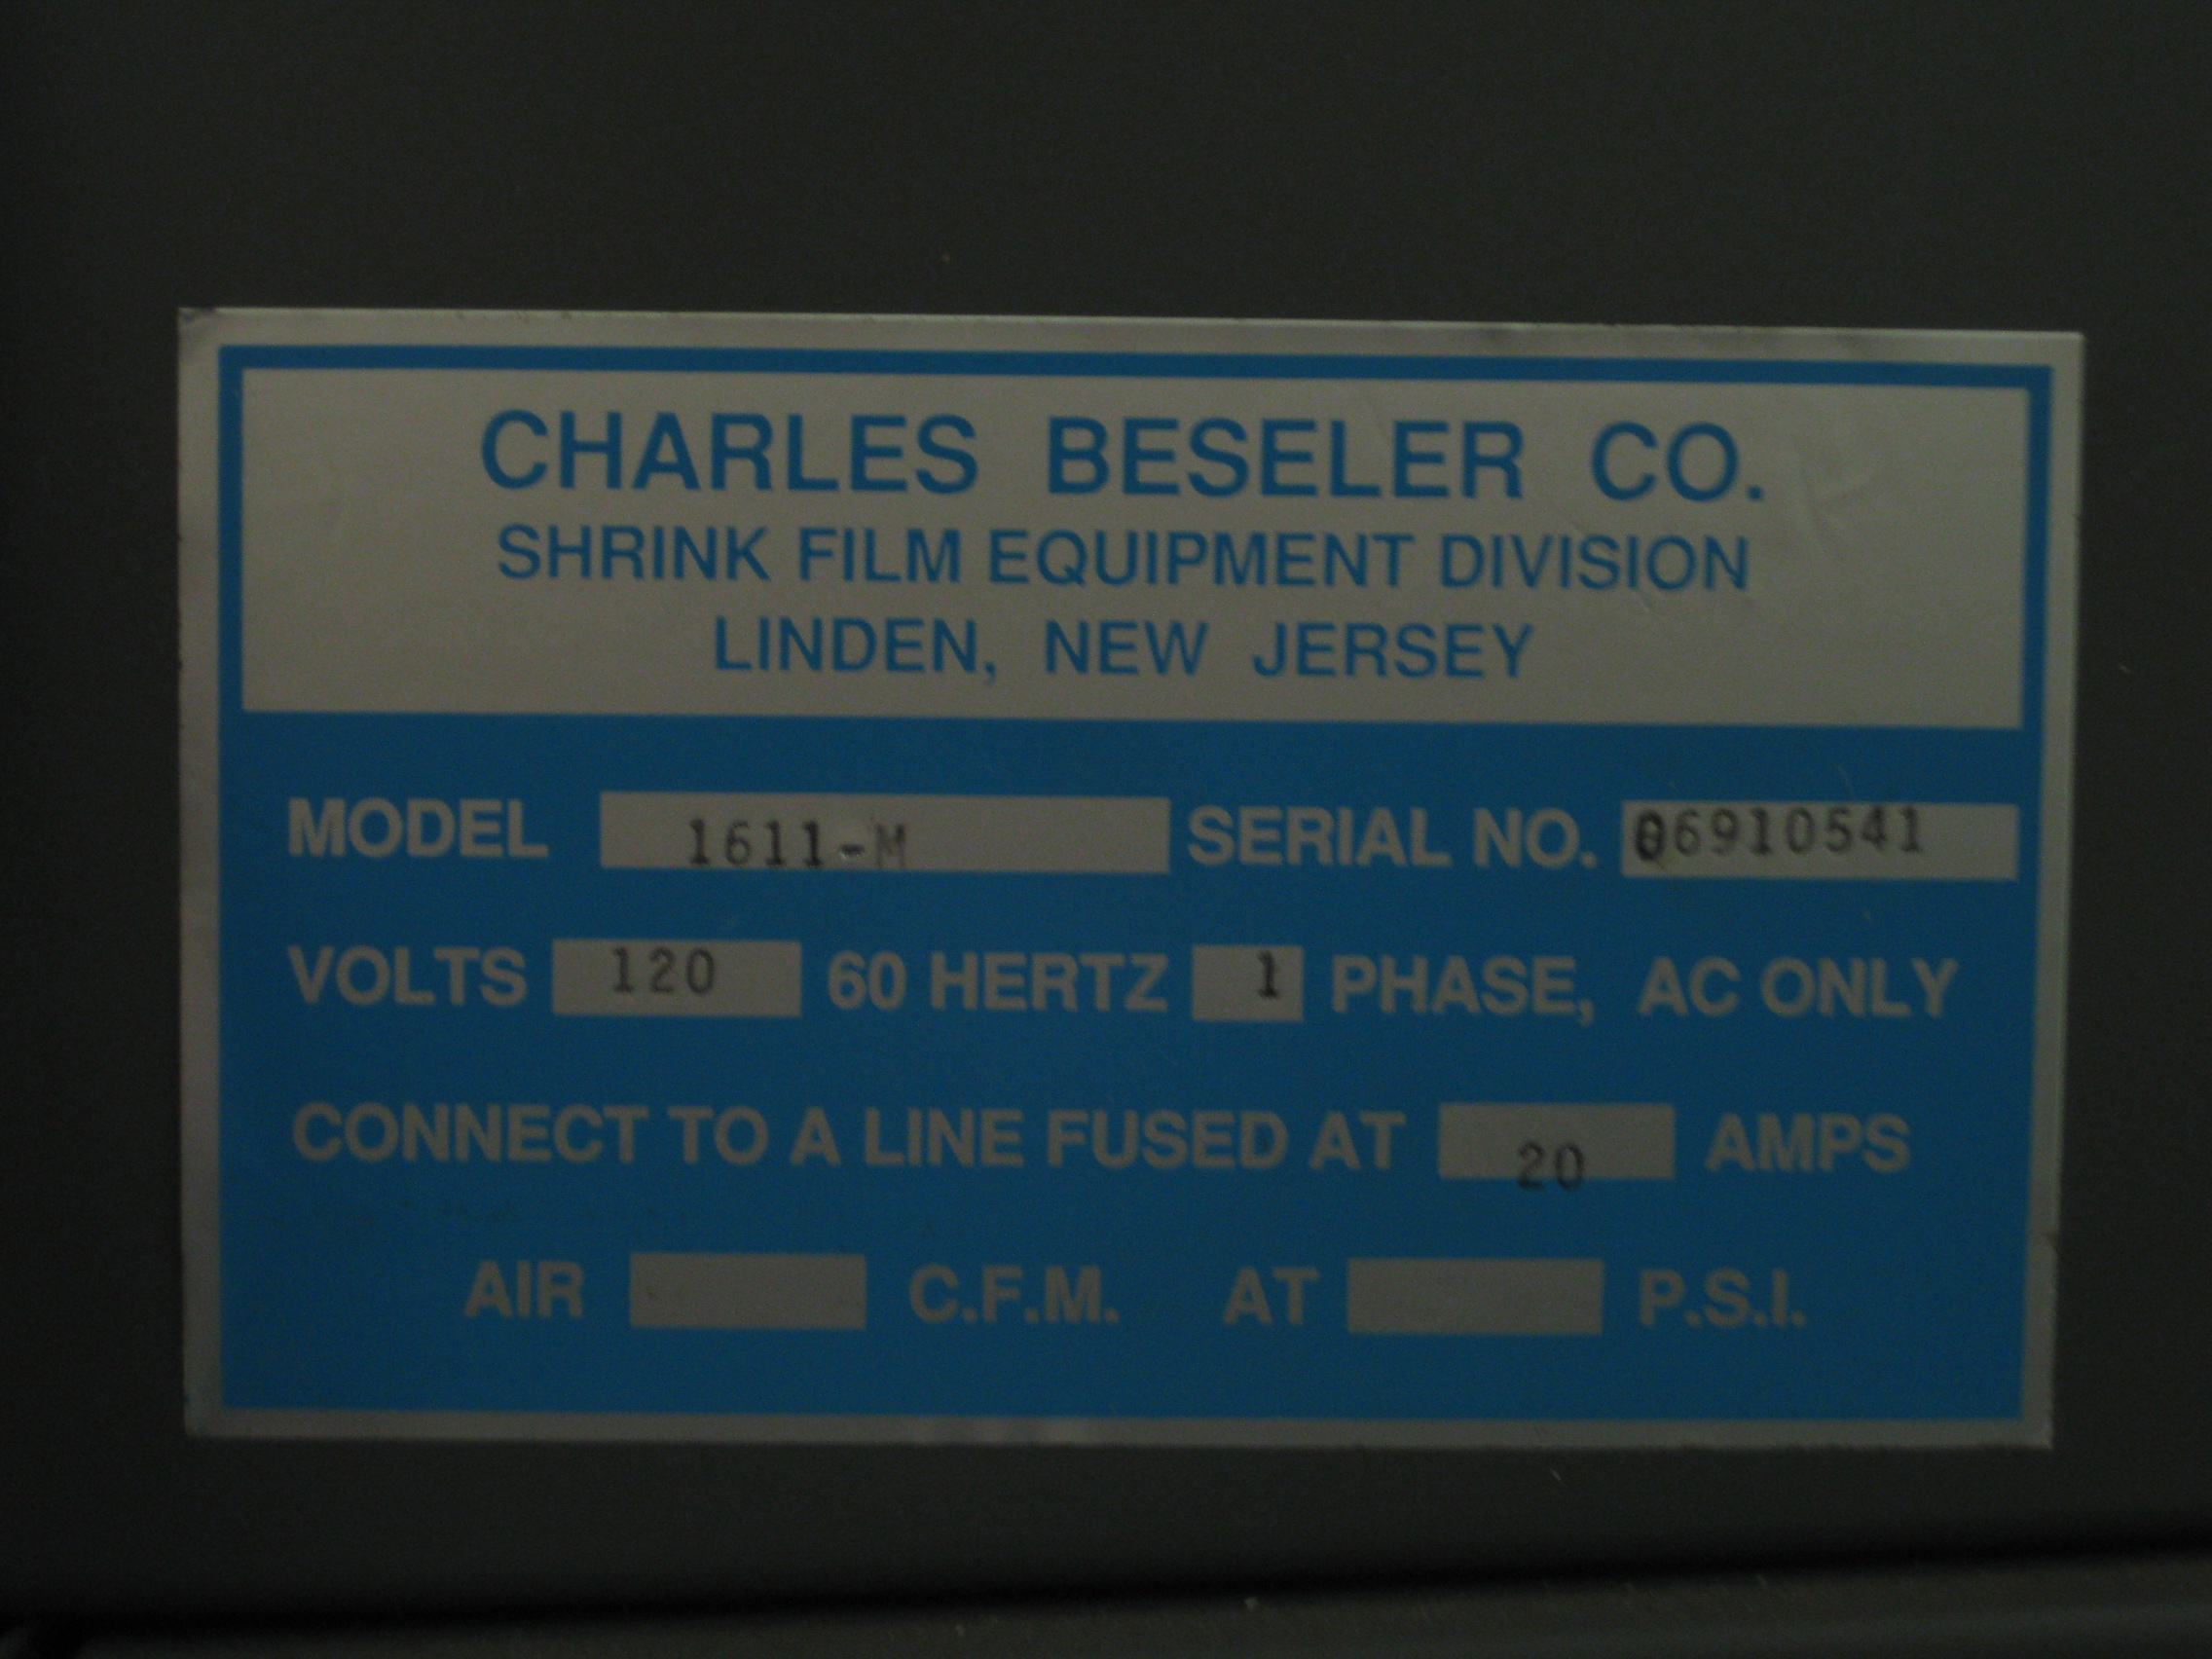 CHARLES BESELER CO.
SHRINK FILM EQUIPMENT DIVISION
LINDEN, NEW JERSEY
MODEL 1611-M SERIAL NO. 06910541
VOLTS 120 60 HERTZ 1 PHASE, AC ONLY
CONNECT TO A LINE FUSED AT 20 AMPS
AIR C.F.M. AT P.S.I.